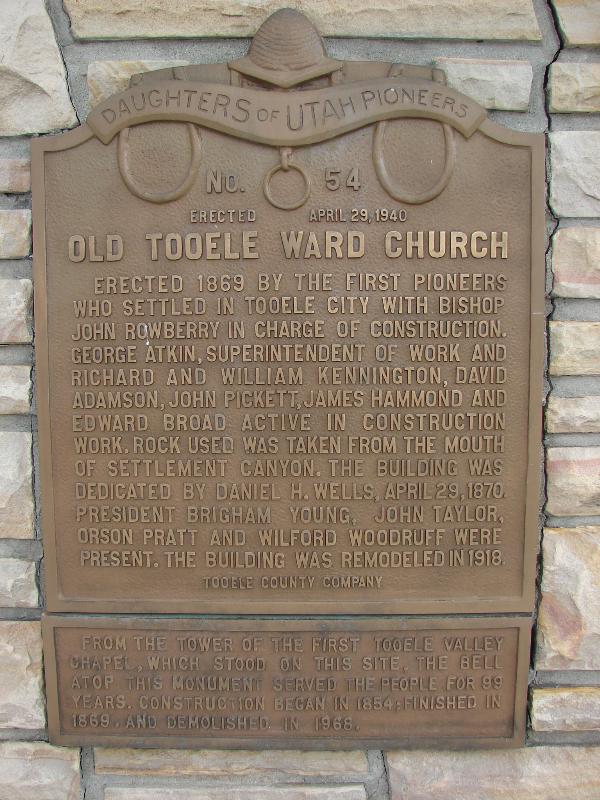 DAUGHTERS OF UTAH PIONEERS
NO. 54
ERECTED APRIL 29, 1940
OLD TOOELE WARD CHURCH
ERECTED 1869 BY THE FIRST PIONEERS
WHO SETTLED IN TOOELE CITY WITH BISHOP
JOHN ROWBERRY IN CHARGE OF CONSTRUCTION.
GEORGE ATKIN, SUPERINTENDENT OF WORK AND
RICHARD AND WILLIAM KENNINGTON, DAVID
ADAMSON, JOHN PICKETT, JAMES HAMMOND AND
EDWARD BROAD ACTIVE IN CONSTRUCTION
WORK. ROCK USED WAS TAKEN FROM THE MOUTH
OF SETTLEMENT CANYON. THE BUILDING WAS
DEDICATED BY DANIEL H. WELLS, APRIL 29, 1870.
PRESIDENT BRIGHAM YOUNG, JOHN TAYLOR,
ORSON PRATT AND WILFORD WOODRUFF WERE
PRESENT. THE BUILDING WAS REMODELED IN 1918.
TOOELE COUNTY COMPANY
FROM THE TOWER OF THE FIRST TOOELE VALLEY
CHAPEL, WHICH STOOD ON THIS SITE. THE BELL
ATOP THIS MONUMENT SERVED THE PEOPLE FOR 99
YEARS. CONSTRUCTION BEGAN IN 1854; FINISHED IN
1869, AND DEMOLISHED IN 1968.